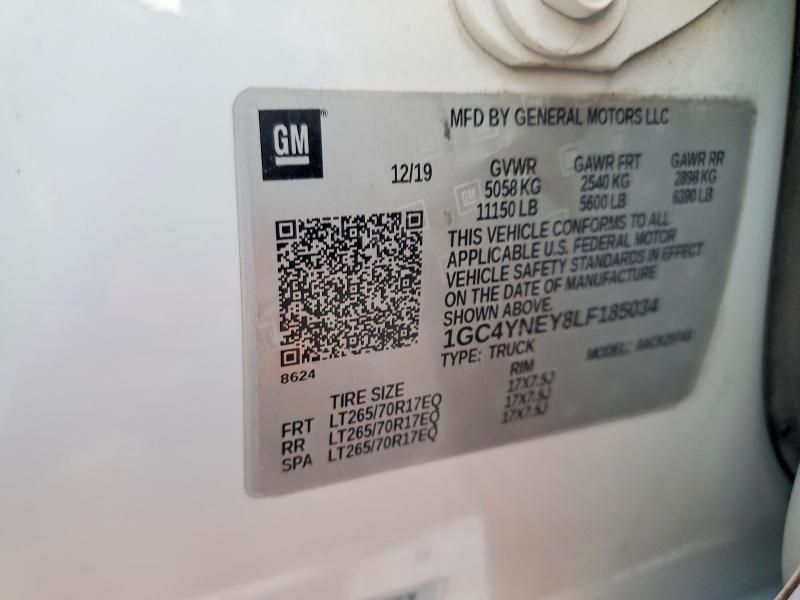 GM
MFD BY GENERAL MOTORS LLC
12/19
GVWR GAWR FRT GAWR RR
5058 KG 2540 KG 2898 KG
11150 LB 5600 LB 6390 LB
THIS VEHICLE CONFORMS TO ALL
APPLICABLE U.S. FEDERAL MOTOR
VEHICLE SAFETY STANDARDS IN EFFECT
ON THE DATE OF MANUFACTURE
SHOWN ABOVE.
1GC4YNEY8LF185034
TYPE: TRUCK MODEL:
8624
TIRE SIZE RIM
FRT LT265/70R17EQ 17X7.5J
RR LT265/70R17EQ 17X7.5J
SPA LT265/70R17EQ 17X7.5J